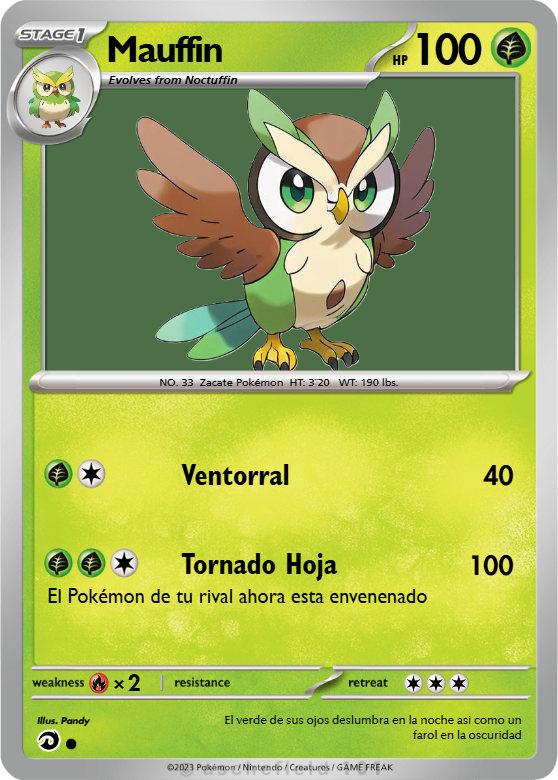 STAGE 1
Mauffin
HP 100
Evolves from Noctuffin
NO. 33 Zacate Pokémon HT: 3'20 WT: 190 lbs.
Ventorral 40
Tornado Hoja 100
El Pokémon de tu rival ahora esta envenenado
weakness ×2 resistance retreat
Illus. Pandy
El verde de sus ojos deslumbra en la noche asi como un
farol en la oscuridad
©2023 Pokémon / Nintendo / Creatures / GAME FREAK